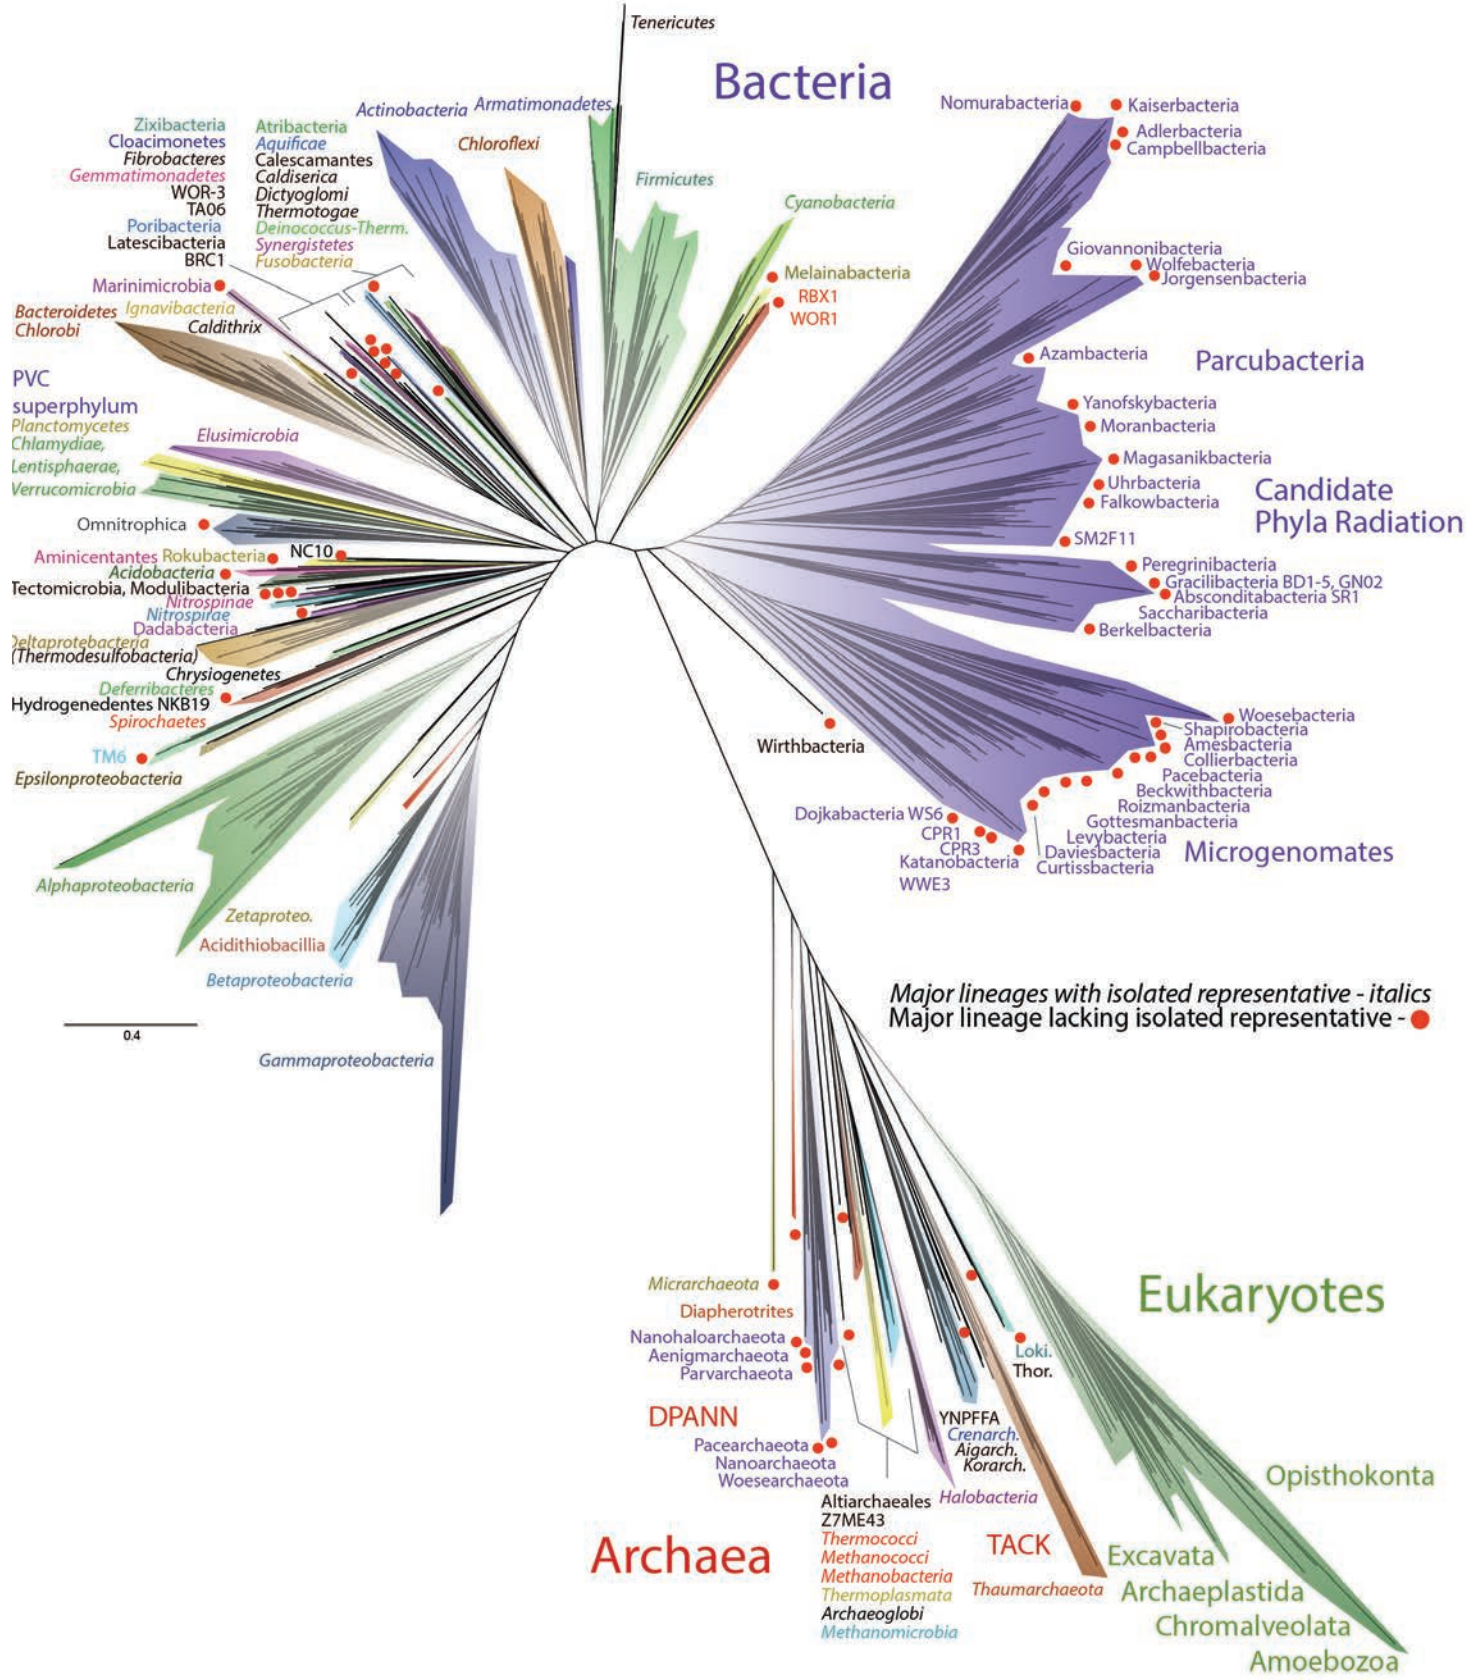 Tenericutes
Bacteria
Actinobacteria
Armatimonadetes
Chloroflexi
Firmicutes
Cyanobacteria
Melainabacteria
RBX1
WOR1
Zixibacteria
Cloacimonetes
Fibrobacteres
Gemmatimonadetes
WOR-3
TA06
Poribacteria
Latescibacteria
BRC1
Atribacteria
Aquificae
Calescamantes
Caldiserica
Dictyoglomi
Thermotogae
Deinococcus-Therm.
Synergistetes
Fusobacteria
Marinimicrobia
Bacteroidetes
Ignavibacteria
Chlorobi
Caldithrix
PVC
superphylum
Planctomycetes
Chlamydiae,
Lentisphaerae,
Verrucomicrobia
Elusimicrobia
Omnitrophica
Aminicentantes
Rokubacteria
NC10
Acidobacteria
Tectomicrobia, Modulibacteria
Nitrospinae
Nitrospirae
Dadabacteria
Deltaprotebacteria
(Thermodesulfobacteria)
Chrysiogenetes
Deferribacteres
Hydrogenedentes NKB19
Spirochaetes
TM6
Epsilonproteobacteria
Alphaproteobacteria
Zetaproteo.
Acidithiobacillia
Betaproteobacteria
Gammaproteobacteria
0.4
Nomurabacteria
Kaiserbacteria
Adlerbacteria
Campbellbacteria
Giovannonibacteria
Wolfebacteria
Jorgensenbacteria
Azambacteria
Parcubacteria
Yanofskybacteria
Moranbacteria
Magasanikbacteria
Uhrbacteria
Falkowbacteria
Candidate
Phyla Radiation
SM2F11
Peregrinibacteria
Gracilibacteria BD1-5, GN02
Absconditabacteria SR1
Saccharibacteria
Berkelbacteria
Woesebacteria
Shapirobacteria
Amesbacteria
Collierbacteria
Pacebacteria
Beckwithbacteria
Roizmanbacteria
Gottesmanbacteria
Levybacteria
Daviesbacteria
Curtissbacteria
Microgenomates
Wirthbacteria
Dojkabacteria WS6
CPR1
CPR3
Katanobacteria
WWE3
Major lineages with isolated representative - italics
Major lineage lacking isolated representative -
Micrarchaeota
Diapherotrites
Nanohaloarchaeota
Aenigmarchaeota
Parvarchaeota
DPANN
Pacearchaeota
Nanoarchaeota
Woesearchaeota
Archaea
Altiarchaeales
Z7ME43
Thermococci
Methanococci
Methanobacteria
Thermoplasmata
Archaeoglobi
Methanomicrobia
Halobacteria
YNPFFA
Crenarch.
Aigarch.
Korarch.
Loki.
Thor.
TACK
Thaumarchaeota
Eukaryotes
Opisthokonta
Excavata
Archaeplastida
Chromalveolata
Amoebozoa